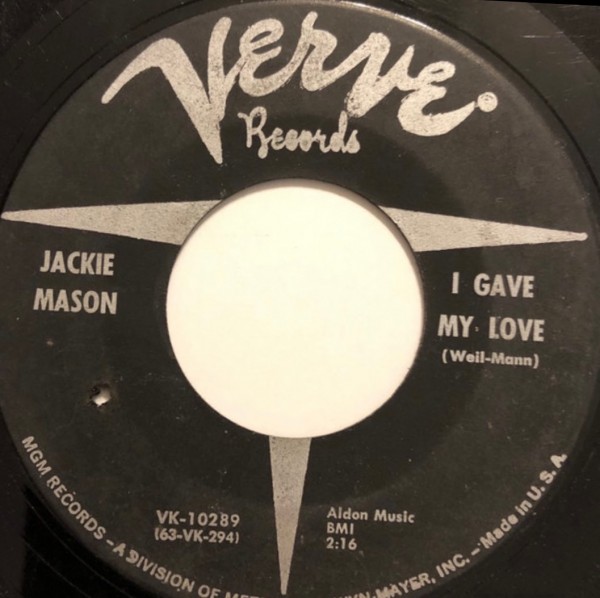 Verve®
Records
JACKIE
MASON
I GAVE
MY LOVE
(Weil-Mann)
VK-10289
(63-VK-294)
Aldon Music
BMI
2:16
MGM RECORDS – A DIVISION OF MAYER, INC. – Made in U. S. A.